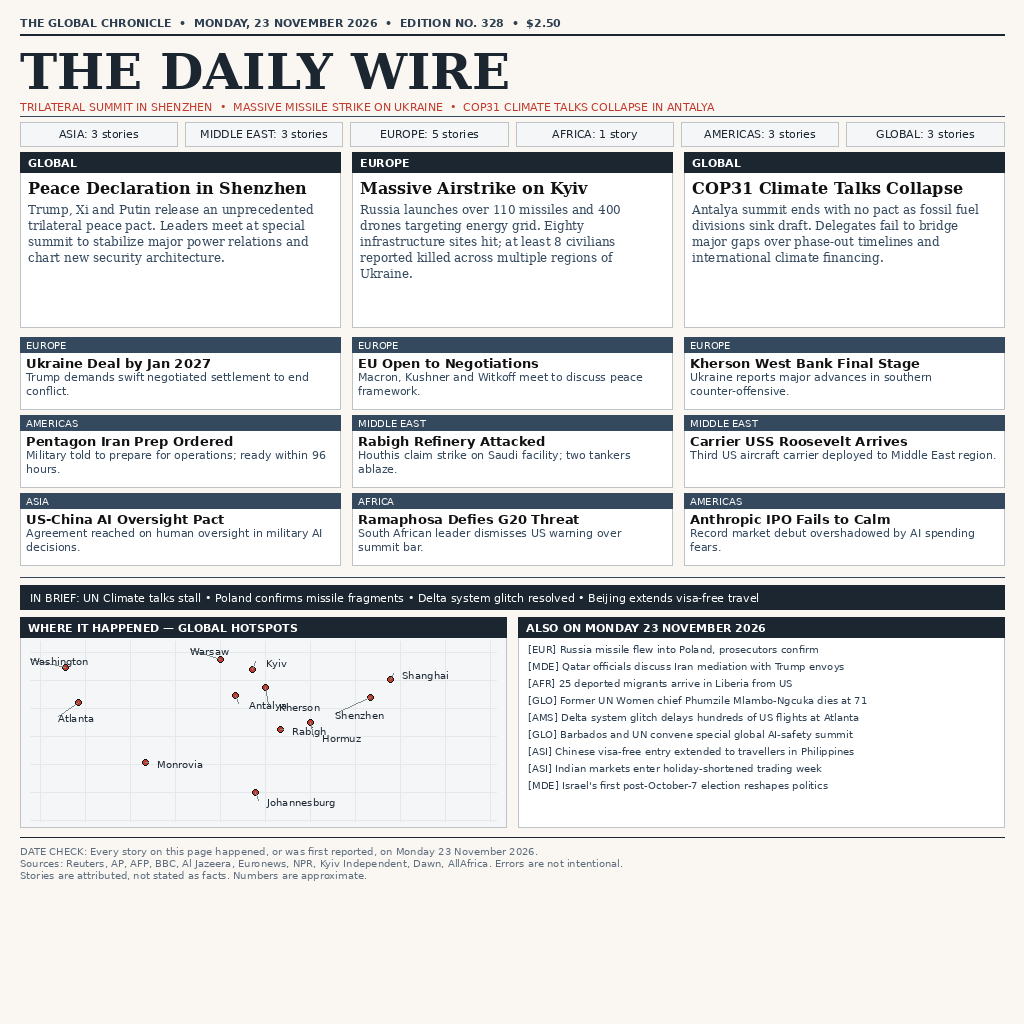 THE GLOBAL CHRONICLE • MONDAY, 23 NOVEMBER 2026 • EDITION NO. 328 • $2.50
THE DAILY WIRE
TRILATERAL SUMMIT IN SHENZHEN • MASSIVE MISSILE STRIKE ON UKRAINE • COP31 CLIMATE TALKS COLLAPSE IN ANTALYA
ASIA: 3 stories
MIDDLE EAST: 3 stories
EUROPE: 5 stories
AFRICA: 1 story
AMERICAS: 3 stories
GLOBAL: 3 stories
GLOBAL
Peace Declaration in Shenzhen
Trump, Xi and Putin release an unprecedented
trilateral peace pact. Leaders meet at special
summit to stabilize major power relations and
chart new security architecture.
EUROPE
Massive Airstrike on Kyiv
Russia launches over 110 missiles and 400
drones targeting energy grid. Eighty
infrastructure sites hit; at least 8 civilians
reported killed across multiple regions of
Ukraine.
GLOBAL
COP31 Climate Talks Collapse
Antalya summit ends with no pact as fossil fuel
divisions sink draft. Delegates fail to bridge
major gaps over phase-out timelines and
international climate financing.
EUROPE
Ukraine Deal by Jan 2027
Trump demands swift negotiated settlement to end
conflict.
EUROPE
EU Open to Negotiations
Macron, Kushner and Witkoff meet to discuss peace
framework.
EUROPE
Kherson West Bank Final Stage
Ukraine reports major advances in southern
counter-offensive.
AMERICAS
Pentagon Iran Prep Ordered
Military told to prepare for operations; ready within 96
hours.
MIDDLE EAST
Rabigh Refinery Attacked
Houthis claim strike on Saudi facility; two tankers
ablaze.
MIDDLE EAST
Carrier USS Roosevelt Arrives
Third US aircraft carrier deployed to Middle East region.
ASIA
US-China AI Oversight Pact
Agreement reached on human oversight in military AI
decisions.
AFRICA
Ramaphosa Defies G20 Threat
South African leader dismisses US warning over
summit bar.
AMERICAS
Anthropic IPO Fails to Calm
Record market debut overshadowed by AI spending
fears.
IN BRIEF: UN Climate talks stall • Poland confirms missile fragments • Delta system glitch resolved • Beijing extends visa-free travel
WHERE IT HAPPENED — GLOBAL HOTSPOTS
Washington
Warsaw
Kyiv
Shanghai
Atlanta
Antalya
Kherson
Shenzhen
Rabigh
Hormuz
Monrovia
Johannesburg
ALSO ON MONDAY 23 NOVEMBER 2026
[EUR] Russia missile flew into Poland, prosecutors confirm
[MDE] Qatar officials discuss Iran mediation with Trump envoys
[AFR] 25 deported migrants arrive in Liberia from US
[GLO] Former UN Women chief Phumzile Mlambo-Ngcuka dies at 71
[AMS] Delta system glitch delays hundreds of US flights at Atlanta
[GLO] Barbados and UN convene special global AI-safety summit
[ASI] Chinese visa-free entry extended to travellers in Philippines
[ASI] Indian markets enter holiday-shortened trading week
[MDE] Israel's first post-October-7 election reshapes politics
DATE CHECK: Every story on this page happened, or was first reported, on Monday 23 November 2026.
Sources: Reuters, AP, AFP, BBC, Al Jazeera, Euronews, NPR, Kyiv Independent, Dawn, AllAfrica. Errors are not intentional.
Stories are attributed, not stated as facts. Numbers are approximate.